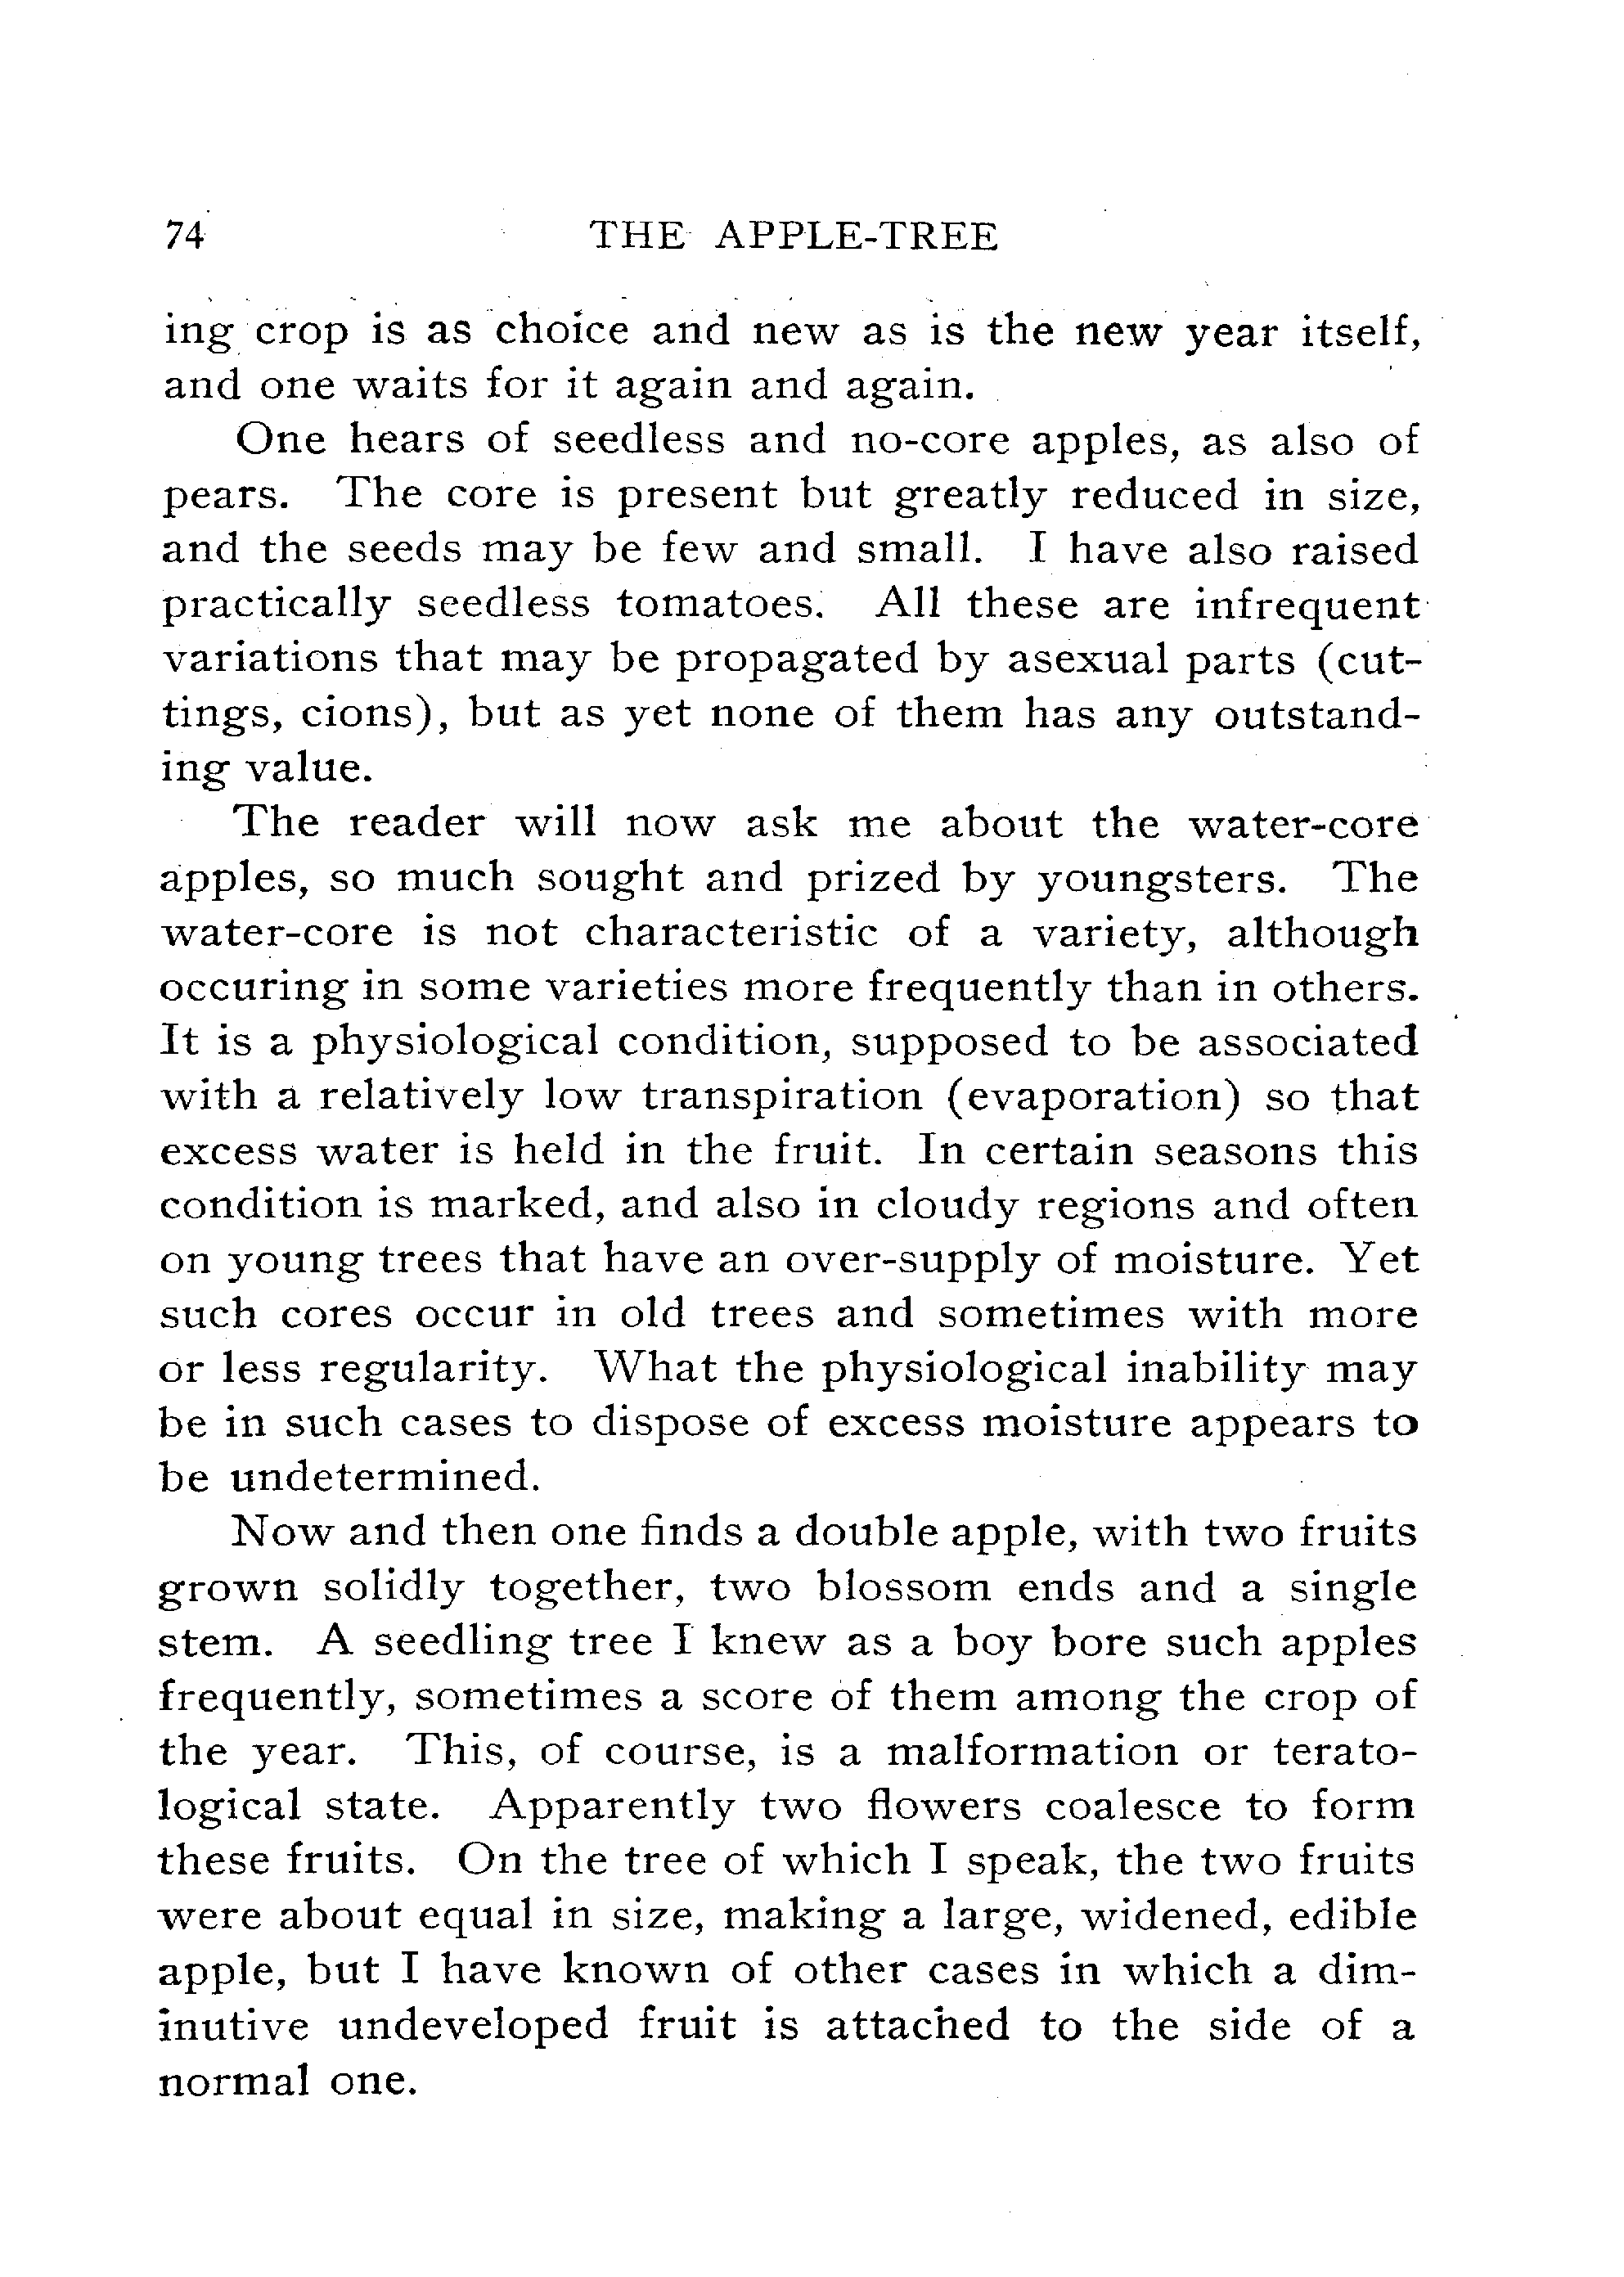 74 THE APPLE-TREE
ing crop is as choice and new as is the new year itself,
and one waits for it again and again.
One hears of seedless and no-core apples, as also of
pears. The core is present but greatly reduced in size,
and the seeds may be few and small. I have also raised
practically seedless tomatoes. All these are infrequent
variations that may be propagated by asexual parts (cut-
tings, cions), but as yet none of them has any outstand-
ing value.
The reader will now ask me about the water-core
apples, so much sought and prized by youngsters. The
water-core is not characteristic of a variety, although
occuring in some varieties more frequently than in others.
It is a physiological condition, supposed to be associated
with a relatively low transpiration (evaporation) so that
excess water is held in the fruit. In certain seasons this
condition is marked, and also in cloudy regions and often
on young trees that have an over-supply of moisture. Yet
such cores occur in old trees and sometimes with more
or less regularity. What the physiological inability may
be in such cases to dispose of excess moisture appears to
be undetermined.
Now and then one finds a double apple, with two fruits
grown solidly together, two blossom ends and a single
stem. A seedling tree I knew as a boy bore such apples
frequently, sometimes a score of them among the crop of
the year. This, of course, is a malformation or terato-
logical state. Apparently two flowers coalesce to form
these fruits. On the tree of which I speak, the two fruits
were about equal in size, making a large, widened, edible
apple, but I have known of other cases in which a dim-
inutive undeveloped fruit is attached to the side of a
normal one.